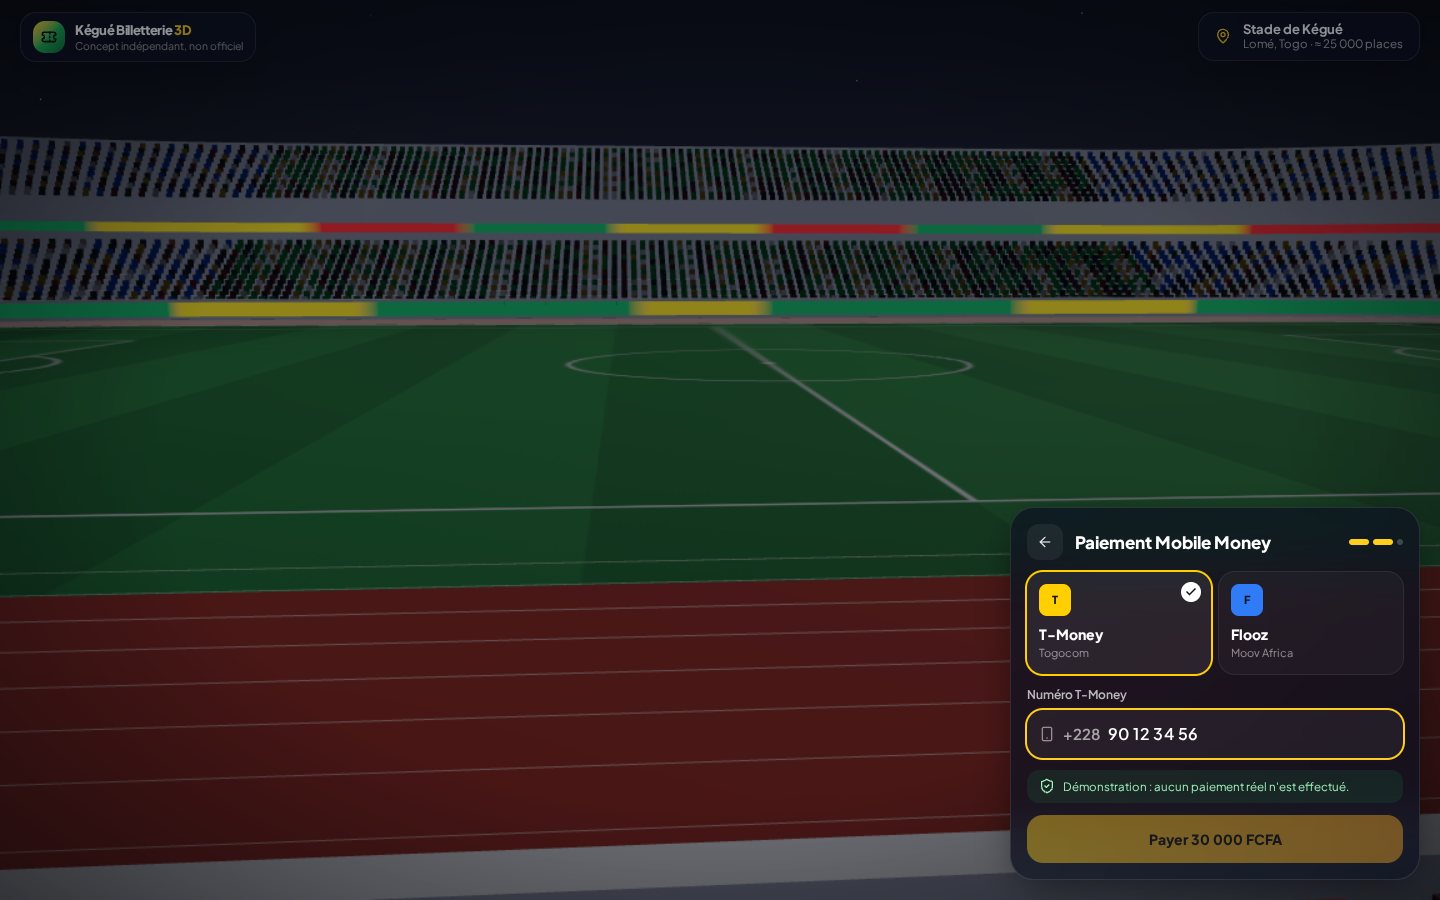 Kégué Billetterie 3D
Concept indépendant, non officiel
Stade de Kégué
Lomé, Togo · ≈ 25 000 places
Paiement Mobile Money
T
F
T-Money
Flooz
Togocom
Moov Africa
Numéro T-Money
+228 90 12 34 56
Démonstration : aucun paiement réel n'est effectué.
Payer 30 000 FCFA